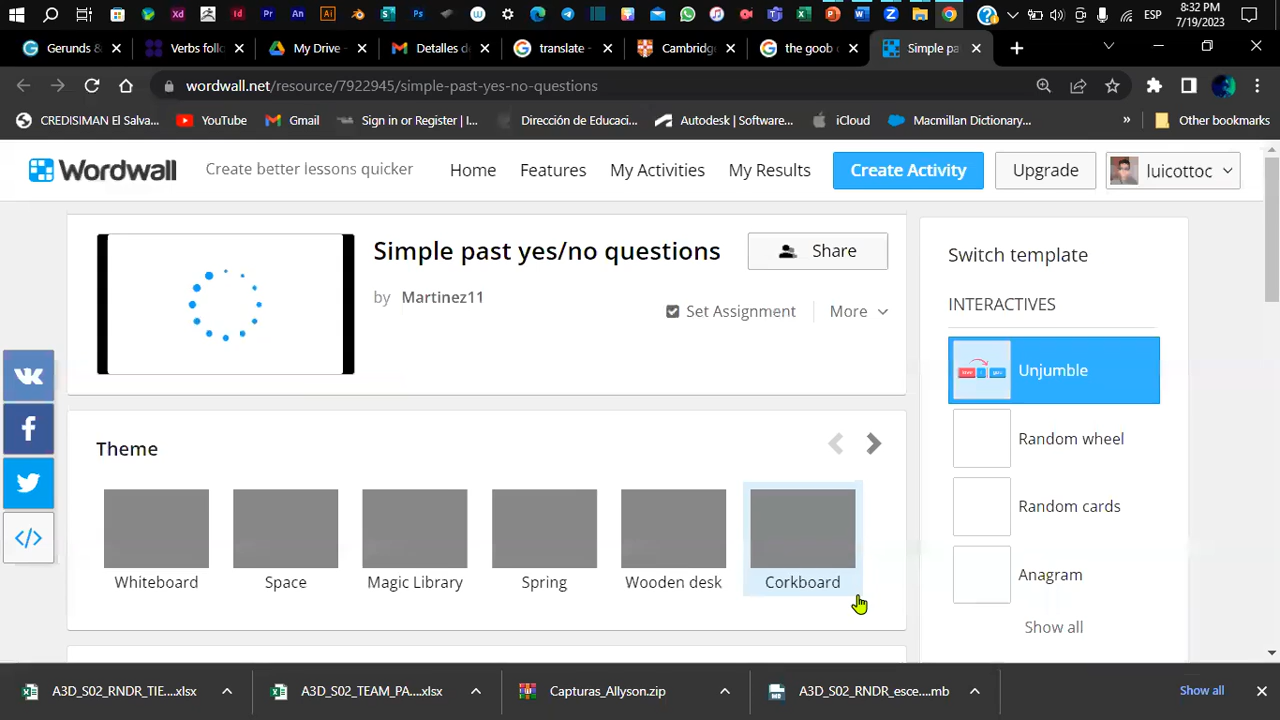 8:32 PM
ESP
7/19/2023
Gerunds &
Verbs follo
My Drive -
Detalles de
translate -
Cambridg
the goob c
Simple pa
wordwall.net/resource/7922945/simple-past-yes-no-questions
CREDISIMAN El Salva...
YouTube
Gmail
Sign in or Register | I...
Dirección de Educaci...
Autodesk | Software...
iCloud
Macmillan Dictionary...
»
Other bookmarks
Wordwall
Create better lessons quicker
Home
Features
My Activities
My Results
Create Activity
Upgrade
luicottoc
Simple past yes/no questions
Share
by Martinez11
Set Assignment
More
Switch template
INTERACTIVES
Unjumble
Random wheel
Random cards
Anagram
Show all
Theme
Whiteboard
Space
Magic Library
Spring
Wooden desk
Corkboard
A3D_S02_RNDR_TIE....xlsx
A3D_S02_TEAM_PA....xlsx
Capturas_Allyson.zip
A3D_S02_RNDR_esce....mb
Show all